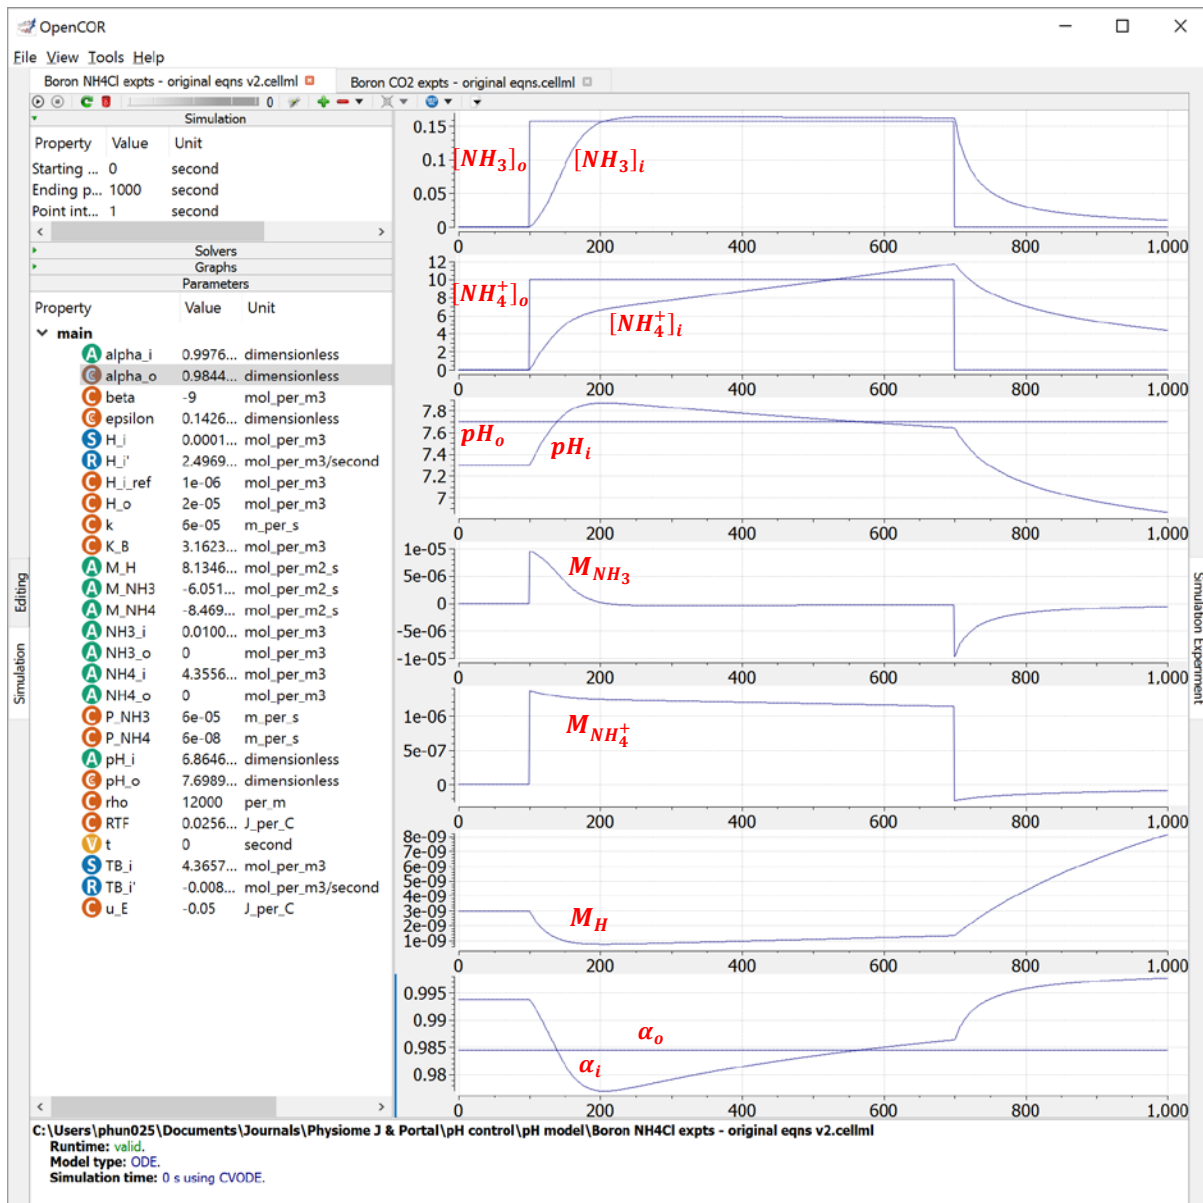 OpenCOR
File View Tools Help
Boron NH4Cl expts - original eqns v2.cellml
Boron CO2 expts - original eqns.cellml
0
Simulation
Property Value Unit
Starting ... 0 second
Ending p... 1000 second
Point int... 1 second
Solvers
Graphs
Parameters
Property Value Unit
main
A alpha_i 0.9976... dimensionless
C alpha_o 0.9844... dimensionless
C beta -9 mol_per_m3
C epsilon 0.1426... dimensionless
S H_i 0.0001... mol_per_m3
R H_i' 2.4969... mol_per_m3/second
C H_i_ref 1e-06 mol_per_m3
C H_o 2e-05 mol_per_m3
C k 6e-05 m_per_s
C K_B 3.1623... mol_per_m3
A M_H 8.1346... mol_per_m2_s
A M_NH3 -6.051... mol_per_m2_s
A M_NH4 -8.469... mol_per_m2_s
A NH3_i 0.0100... mol_per_m3
A NH3_o 0 mol_per_m3
A NH4_i 4.3556... mol_per_m3
A NH4_o 0 mol_per_m3
C P_NH3 6e-05 m_per_s
C P_NH4 6e-08 m_per_s
A pH_i 6.8646... dimensionless
C pH_o 7.6989... dimensionless
C rho 12000 per_m
C RTF 0.0256... J_per_C
V t 0 second
S TB_i 4.3657... mol_per_m3
R TB_i' -0.008... mol_per_m3/second
C u_E -0.05 J_per_C
Editing
Simulation
Simulation Experiment
0.15
0.1
0.05
0
[NH₃]ₒ
[NH₃]ᵢ
0 200 400 600 800 1,000
12
10
8
6
4
2
0
[NH₄⁺]ₒ
[NH₄⁺]ᵢ
0 200 400 600 800 1,000
7.8
7.6
7.4
7.2
7
pHₒ
pHᵢ
0 200 400 600 800 1,000
1e-05
5e-06
0
-5e-06
-1e-05
M_NH₃
0 200 400 600 800 1,000
1e-06
5e-07
0
M_NH₄⁺
0 200 400 600 800 1,000
8e-09
7e-09
6e-09
5e-09
4e-09
3e-09
2e-09
1e-09
M_H
0 200 400 600 800 1,000
0.995
0.99
0.985
0.98
αₒ
αᵢ
0 200 400 600 800 1,000
C:\Users\phun025\Documents\Journals\Physiome J & Portal\pH control\pH model\Boron NH4Cl expts - original eqns v2.cellml
Runtime: valid.
Model type: ODE.
Simulation time: 0 s using CVODE.